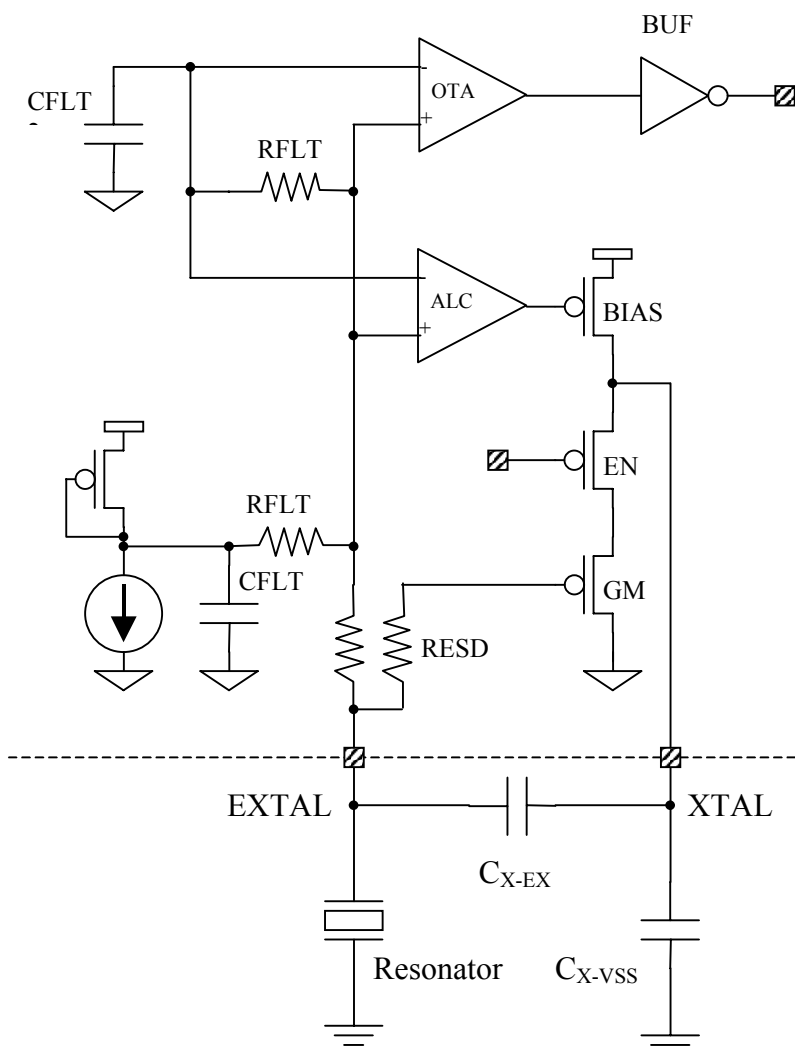 BUF
CFLT
OTA
-
+
RFLT
ALC
-
+
BIAS
EN
RFLT
CFLT
GM
RESD
EXTAL
XTAL
CX-EX
Resonator
CX-VSS